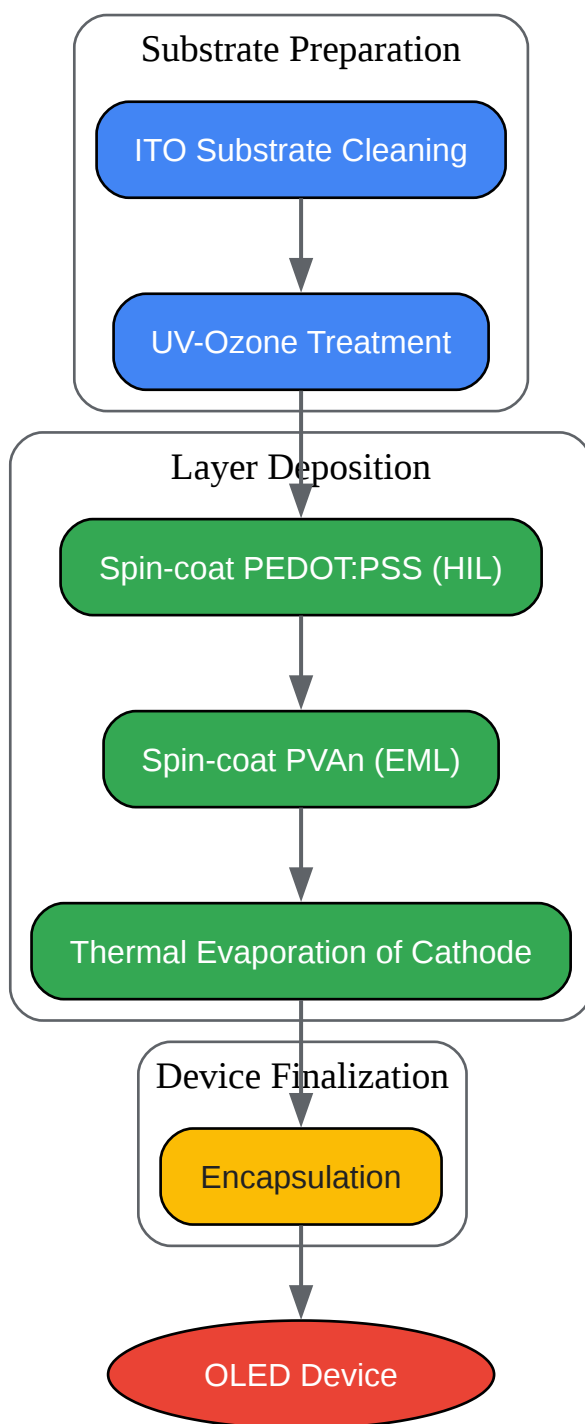 Substrate Preparation
ITO Substrate Cleaning
UV-Ozone Treatment
Layer Deposition
Spin-coat PEDOT:PSS (HIL)
Spin-coat PVAn (EML)
Thermal Evaporation of Cathode
Device Finalization
Encapsulation
OLED Device